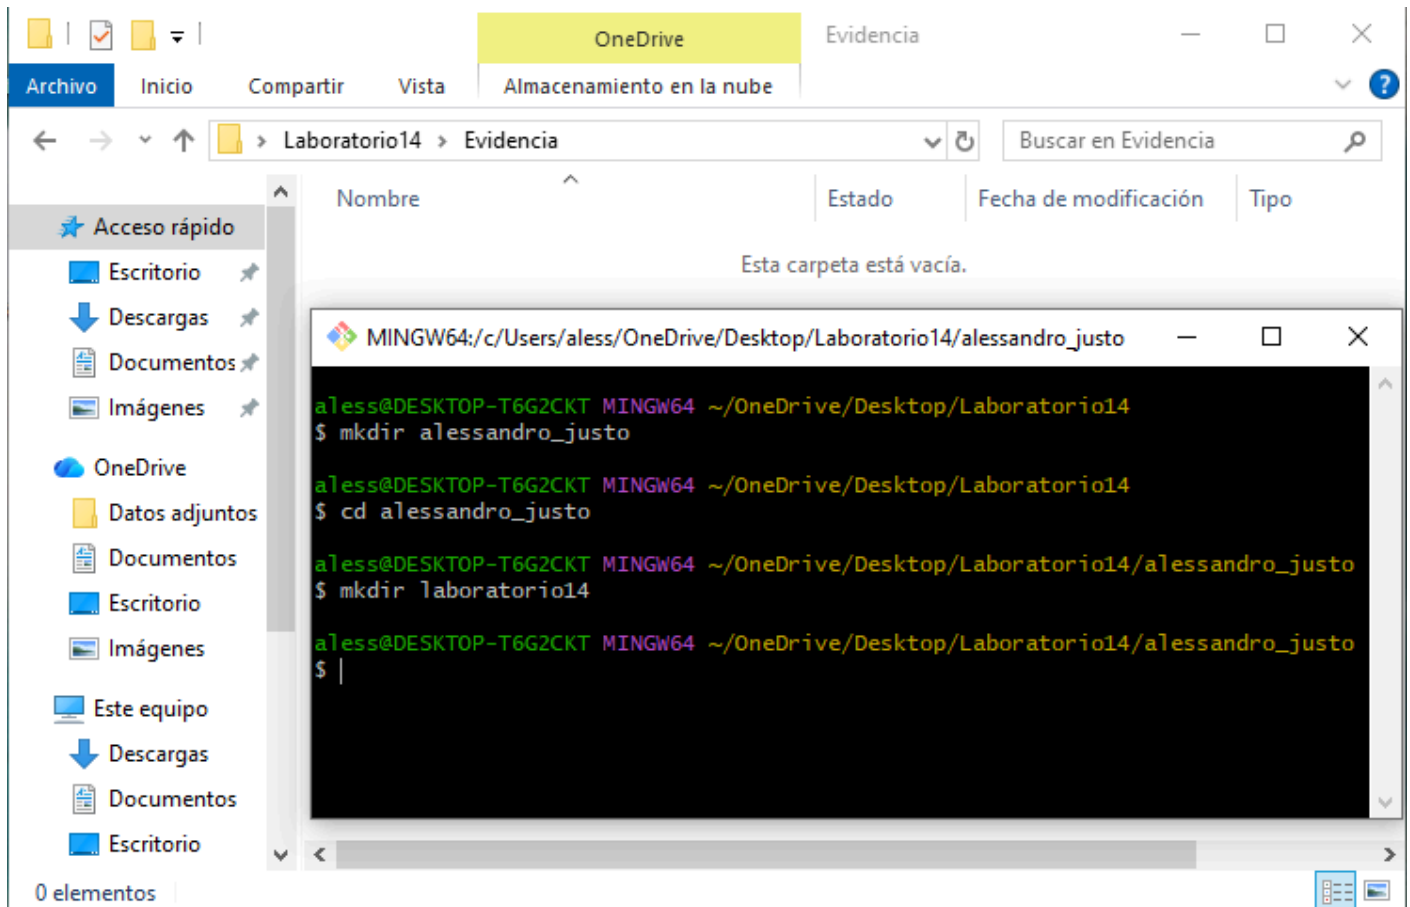 OneDrive
Evidencia
Archivo Inicio Compartir Vista Almacenamiento en la nube
Laboratorio14 > Evidencia
Buscar en Evidencia
Nombre Estado Fecha de modificación Tipo
Esta carpeta está vacía.
Acceso rápido
Escritorio
Descargas
Documentos
Imágenes
OneDrive
Datos adjuntos
Documentos
Escritorio
Imágenes
Este equipo
Descargas
Documentos
Escritorio
0 elementos
MINGW64:/c/Users/aless/OneDrive/Desktop/Laboratorio14/alessandro_justo
aless@DESKTOP-T6G2CKT MINGW64 ~/OneDrive/Desktop/Laboratorio14
$ mkdir alessandro_justo
aless@DESKTOP-T6G2CKT MINGW64 ~/OneDrive/Desktop/Laboratorio14
$ cd alessandro_justo
aless@DESKTOP-T6G2CKT MINGW64 ~/OneDrive/Desktop/Laboratorio14/alessandro_justo
$ mkdir laboratorio14
aless@DESKTOP-T6G2CKT MINGW64 ~/OneDrive/Desktop/Laboratorio14/alessandro_justo
$